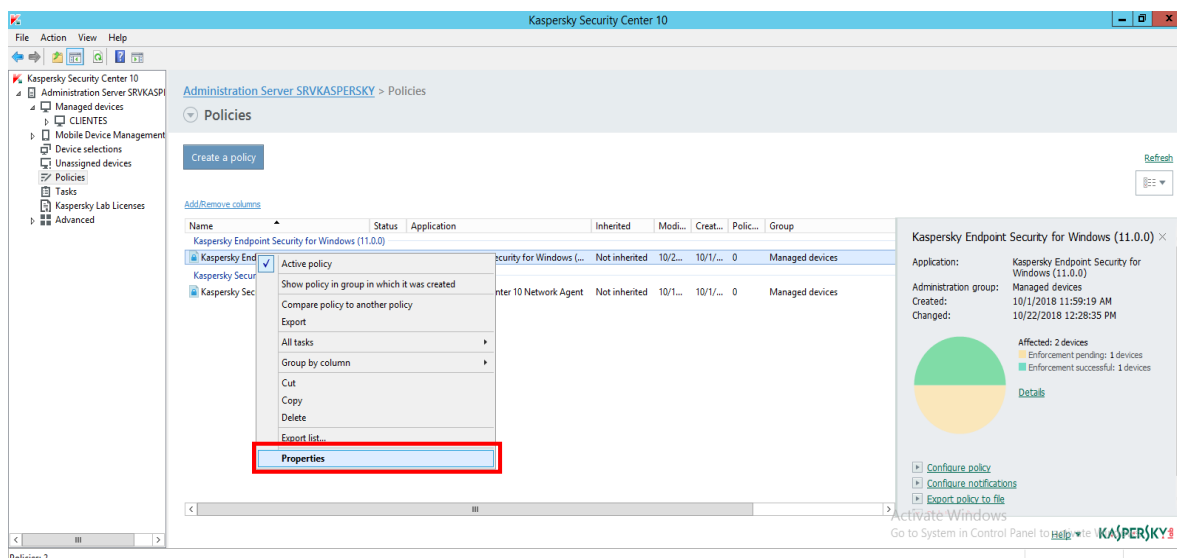 Kaspersky Security Center 10
File Action View Help
Kaspersky Security Center 10
Administration Server SRVKASPI
Managed devices
CLIENTES
Mobile Device Management
Device selections
Unassigned devices
Policies
Tasks
Kaspersky Lab Licenses
Advanced
Administration Server SRVKASPERSKY > Policies
Policies
Create a policy
Refresh
Add/Remove columns
Name Status Application Inherited Modi... Creat... Polic... Group
Kaspersky Endpoint Security for Windows (11.0.0)
Kaspersky End ecurity for Windows (... Not inherited 10/2... 10/1/... 0 Managed devices
Kaspersky Secur
Kaspersky Sec nter 10 Network Agent Not inherited 10/1... 10/1/... 0 Managed devices
Active policy
Show policy in group in which it was created
Compare policy to another policy
Export
All tasks
Group by column
Cut
Copy
Delete
Export list...
Properties
Kaspersky Endpoint Security for Windows (11.0.0)
Application: Kaspersky Endpoint Security for
Windows (11.0.0)
Administration group: Managed devices
Created: 10/1/2018 11:59:19 AM
Changed: 10/22/2018 12:28:35 PM
Affected: 2 devices
Enforcement pending: 1 devices
Enforcement successful: 1 devices
Details
Configure policy
Configure notifications
Export policy to file
Activate Windows
Go to System in Control Panel to
Help
KASPERSKY lab
Policies: 2